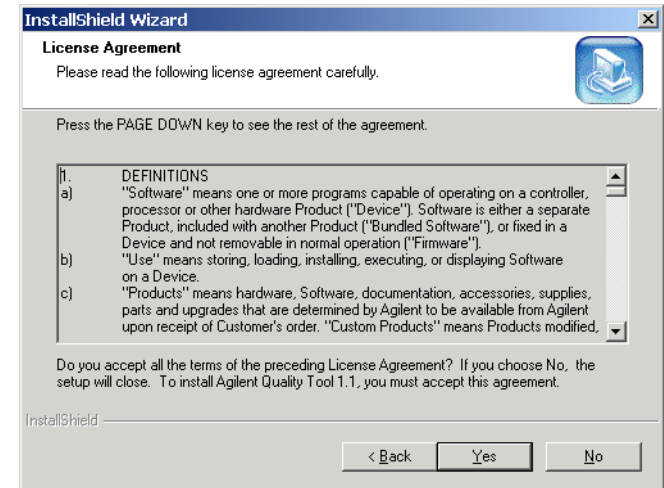 InstallShield Wizard
License Agreement
Please read the following license agreement carefully.
Press the PAGE DOWN key to see the rest of the agreement.
1. DEFINITIONS
a) "Software" means one or more programs capable of operating on a controller,
processor or other hardware Product ("Device"). Software is either a separate
Product, included with another Product ("Bundled Software"), or fixed in a
Device and not removable in normal operation ("Firmware").
b) "Use" means storing, loading, installing, executing, or displaying Software
on a Device.
c) "Products" means hardware, Software, documentation, accessories, supplies,
parts and upgrades that are determined by Agilent to be available from Agilent
upon receipt of Customer's order. "Custom Products" means Products modified,
Do you accept all the terms of the preceding License Agreement? If you choose No, the
setup will close. To install Agilent Quality Tool 1.1, you must accept this agreement.
InstallShield
< Back Yes No